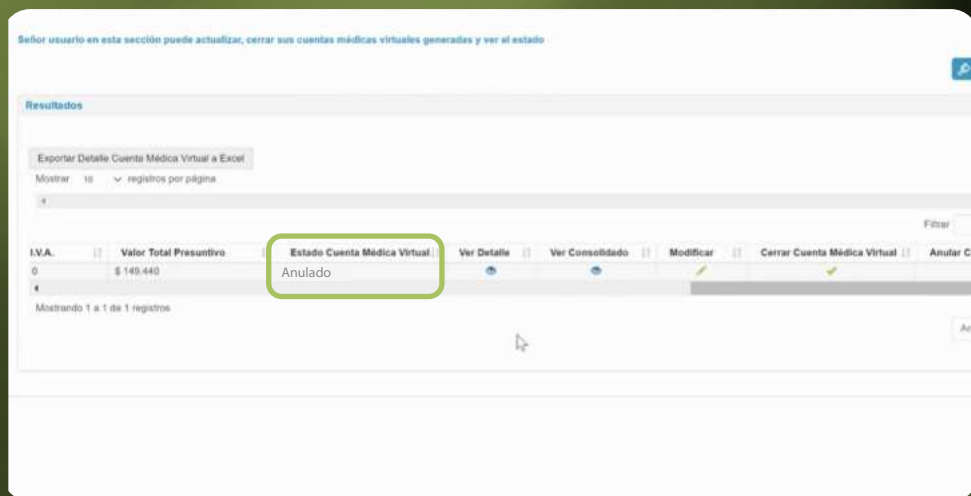 Señor usuario en esta sección puede actualizar, cerrar sus cuentas médicas virtuales generadas y ver el estado
Resultados
Exportar Detalle Cuenta Médica Virtual a Excel
Mostrar 10 registros por página
Filtrar
I.V.A. Valor Total Presuntivo Estado Cuenta Médica Virtual Ver Detalle Ver Consolidado Modificar Cerrar Cuenta Médica Virtual Anular C
0 $ 149.440 Anulado
Mostrando 1 a 1 de 1 registros